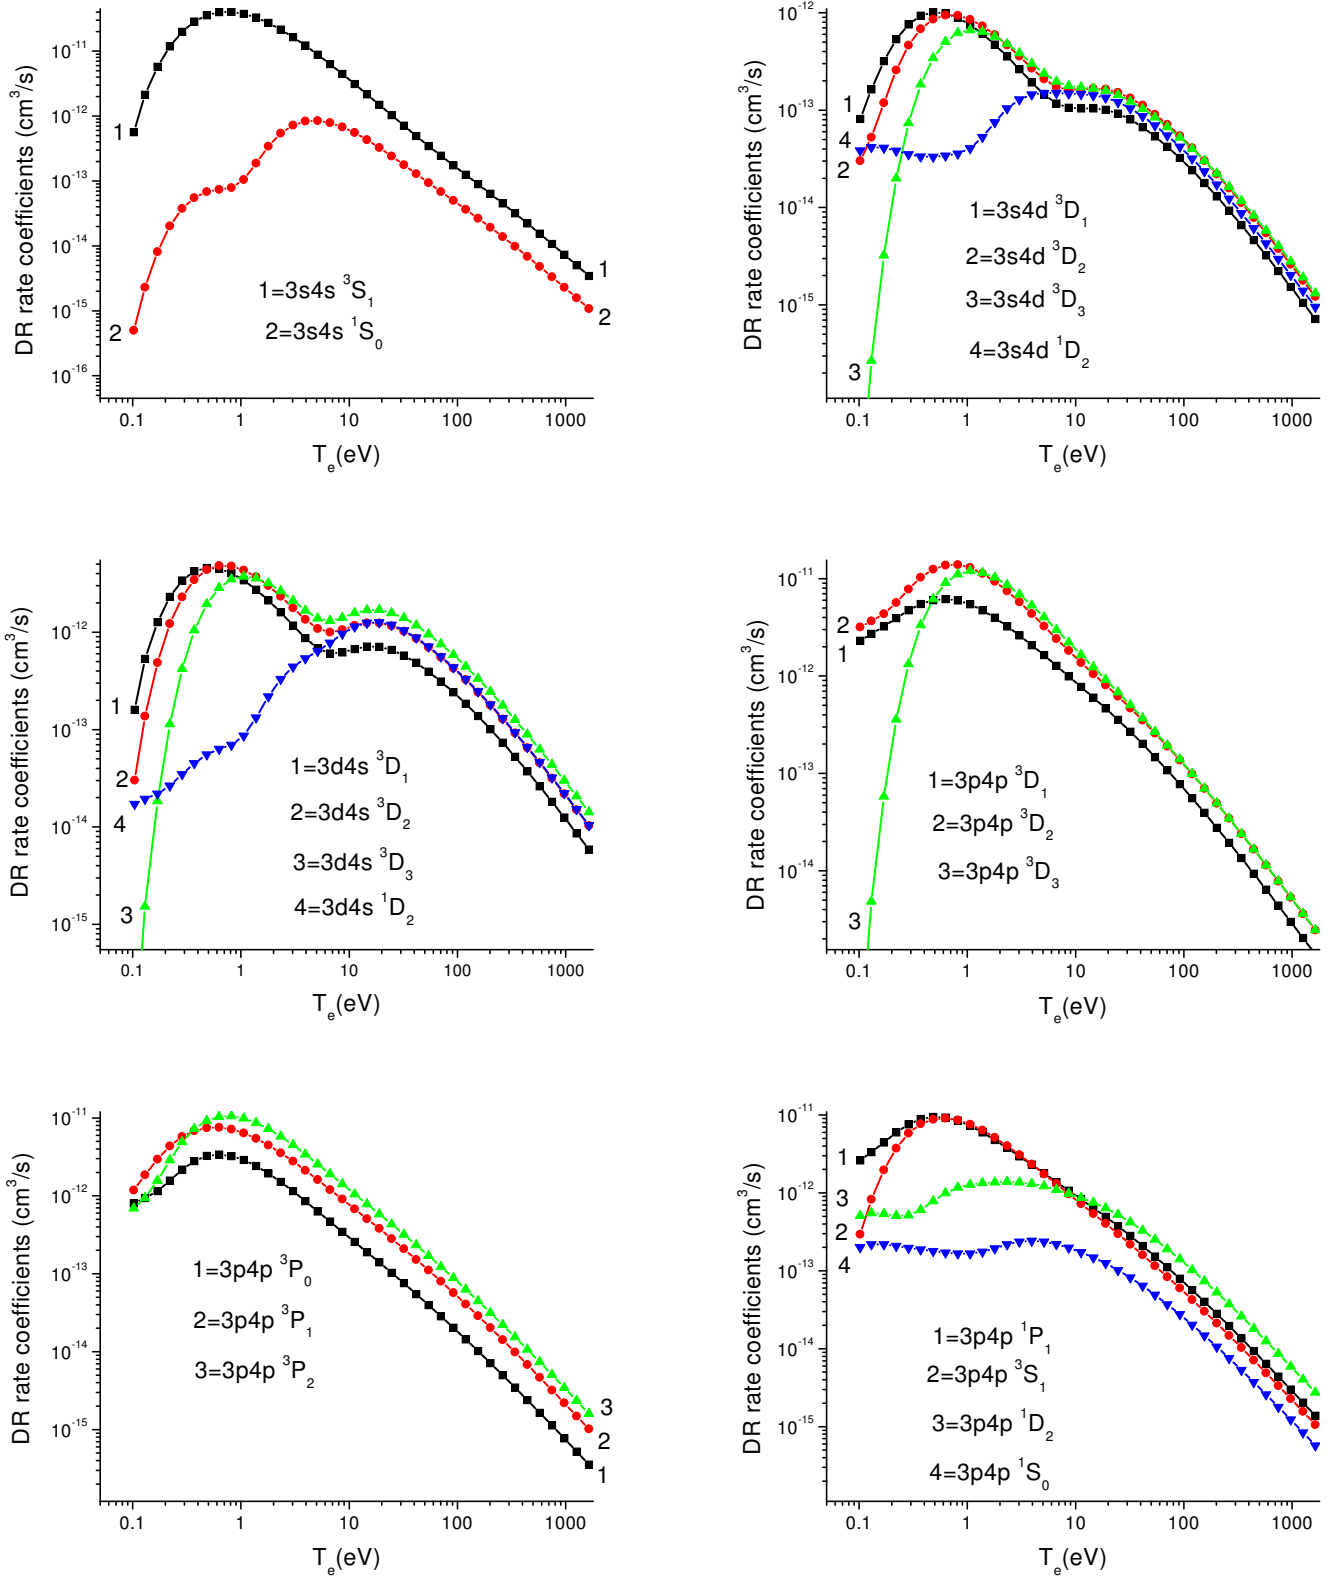 DR rate coefficients (cm³/s)
10⁻¹¹
10⁻¹²
10⁻¹³
10⁻¹⁴
10⁻¹⁵
10⁻¹⁶
1
2
1
2
1=3s4s ³S₁
2=3s4s ¹S₀
0.1 1 10 100 1000
Tₑ(eV)
DR rate coefficients (cm³/s)
10⁻¹²
10⁻¹³
10⁻¹⁴
10⁻¹⁵
1
4
2
3
1=3s4d ³D₁
2=3s4d ³D₂
3=3s4d ³D₃
4=3s4d ¹D₂
0.1 1 10 100 1000
Tₑ(eV)
DR rate coefficients (cm³/s)
10⁻¹²
10⁻¹³
10⁻¹⁴
10⁻¹⁵
1
2
4
3
1=3d4s ³D₁
2=3d4s ³D₂
3=3d4s ³D₃
4=3d4s ¹D₂
0.1 1 10 100 1000
Tₑ(eV)
DR rate coefficients (cm³/s)
10⁻¹¹
10⁻¹²
10⁻¹³
10⁻¹⁴
2
1
3
1=3p4p ³D₁
2=3p4p ³D₂
3=3p4p ³D₃
0.1 1 10 100 1000
Tₑ(eV)
DR rate coefficients (cm³/s)
10⁻¹¹
10⁻¹²
10⁻¹³
10⁻¹⁴
10⁻¹⁵
1=3p4p ³P₀
2=3p4p ³P₁
3=3p4p ³P₂
3
2
1
0.1 1 10 100 1000
Tₑ(eV)
DR rate coefficients (cm³/s)
10⁻¹¹
10⁻¹²
10⁻¹³
10⁻¹⁴
10⁻¹⁵
1
3
2
4
1=3p4p ¹P₁
2=3p4p ³S₁
3=3p4p ¹D₂
4=3p4p ¹S₀
0.1 1 10 100 1000
Tₑ(eV)